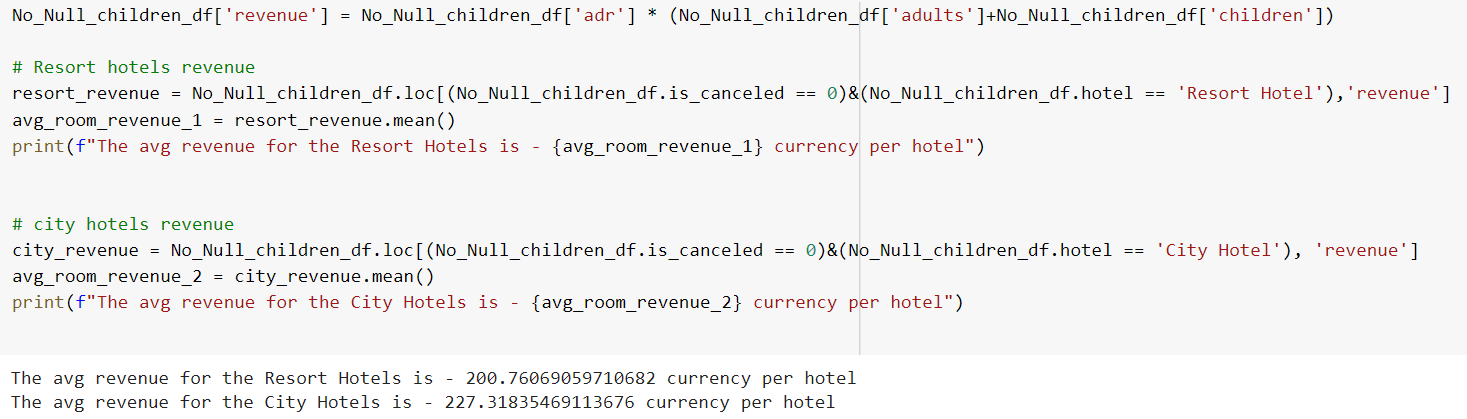 No_Null_children_df['revenue'] = No_Null_children_df['adr'] * (No_Null_children_df['adults']+No_Null_children_df['children'])
# Resort hotels revenue
resort_revenue = No_Null_children_df.loc[(No_Null_children_df.is_canceled == 0)&(No_Null_children_df.hotel == 'Resort Hotel'),'revenue']
avg_room_revenue_1 = resort_revenue.mean()
print(f"The avg revenue for the Resort Hotels is - {avg_room_revenue_1} currency per hotel")
# city hotels revenue
city_revenue = No_Null_children_df.loc[(No_Null_children_df.is_canceled == 0)&(No_Null_children_df.hotel == 'City Hotel'), 'revenue']
avg_room_revenue_2 = city_revenue.mean()
print(f"The avg revenue for the City Hotels is - {avg_room_revenue_2} currency per hotel")
The avg revenue for the Resort Hotels is - 200.76069059710682 currency per hotel
The avg revenue for the City Hotels is - 227.31835469113676 currency per hotel